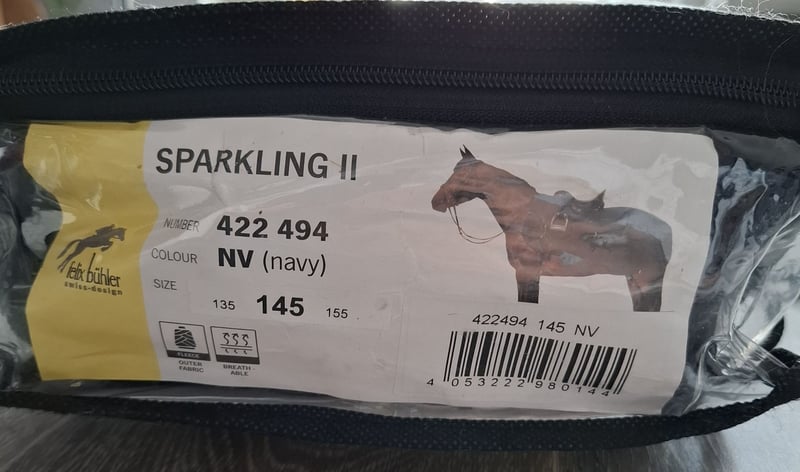 SPARKLING II
NUMBER 422 494
COLOUR NV (navy)
SIZE
135 145 155
felix bühler
swiss-design
FLEECE
OUTER
FABRIC
BREATH-
ABLE
422494 145 NV
4 053222 980144